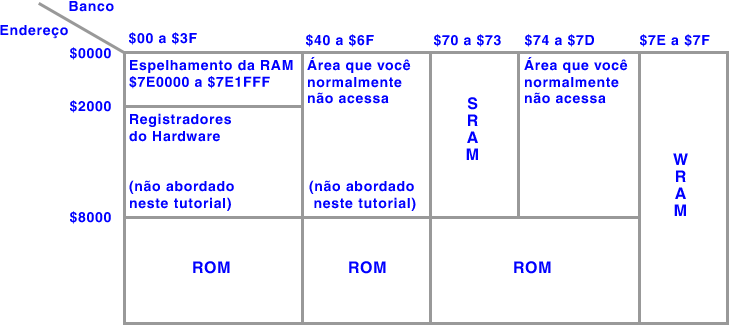 Banco
Endereço
$00 a $3F
$40 a $6F
$70 a $73
$74 a $7D
$7E a $7F
$0000
Espelhamento da RAM
$7E0000 a $7E1FFF
Área que você
normalmente
não acessa
Área que você
normalmente
não acessa
$2000
Registradores
do Hardware
S
R
A
M
W
R
A
M
(não abordado
neste tutorial)
(não abordado
neste tutorial)
$8000
ROM
ROM
ROM